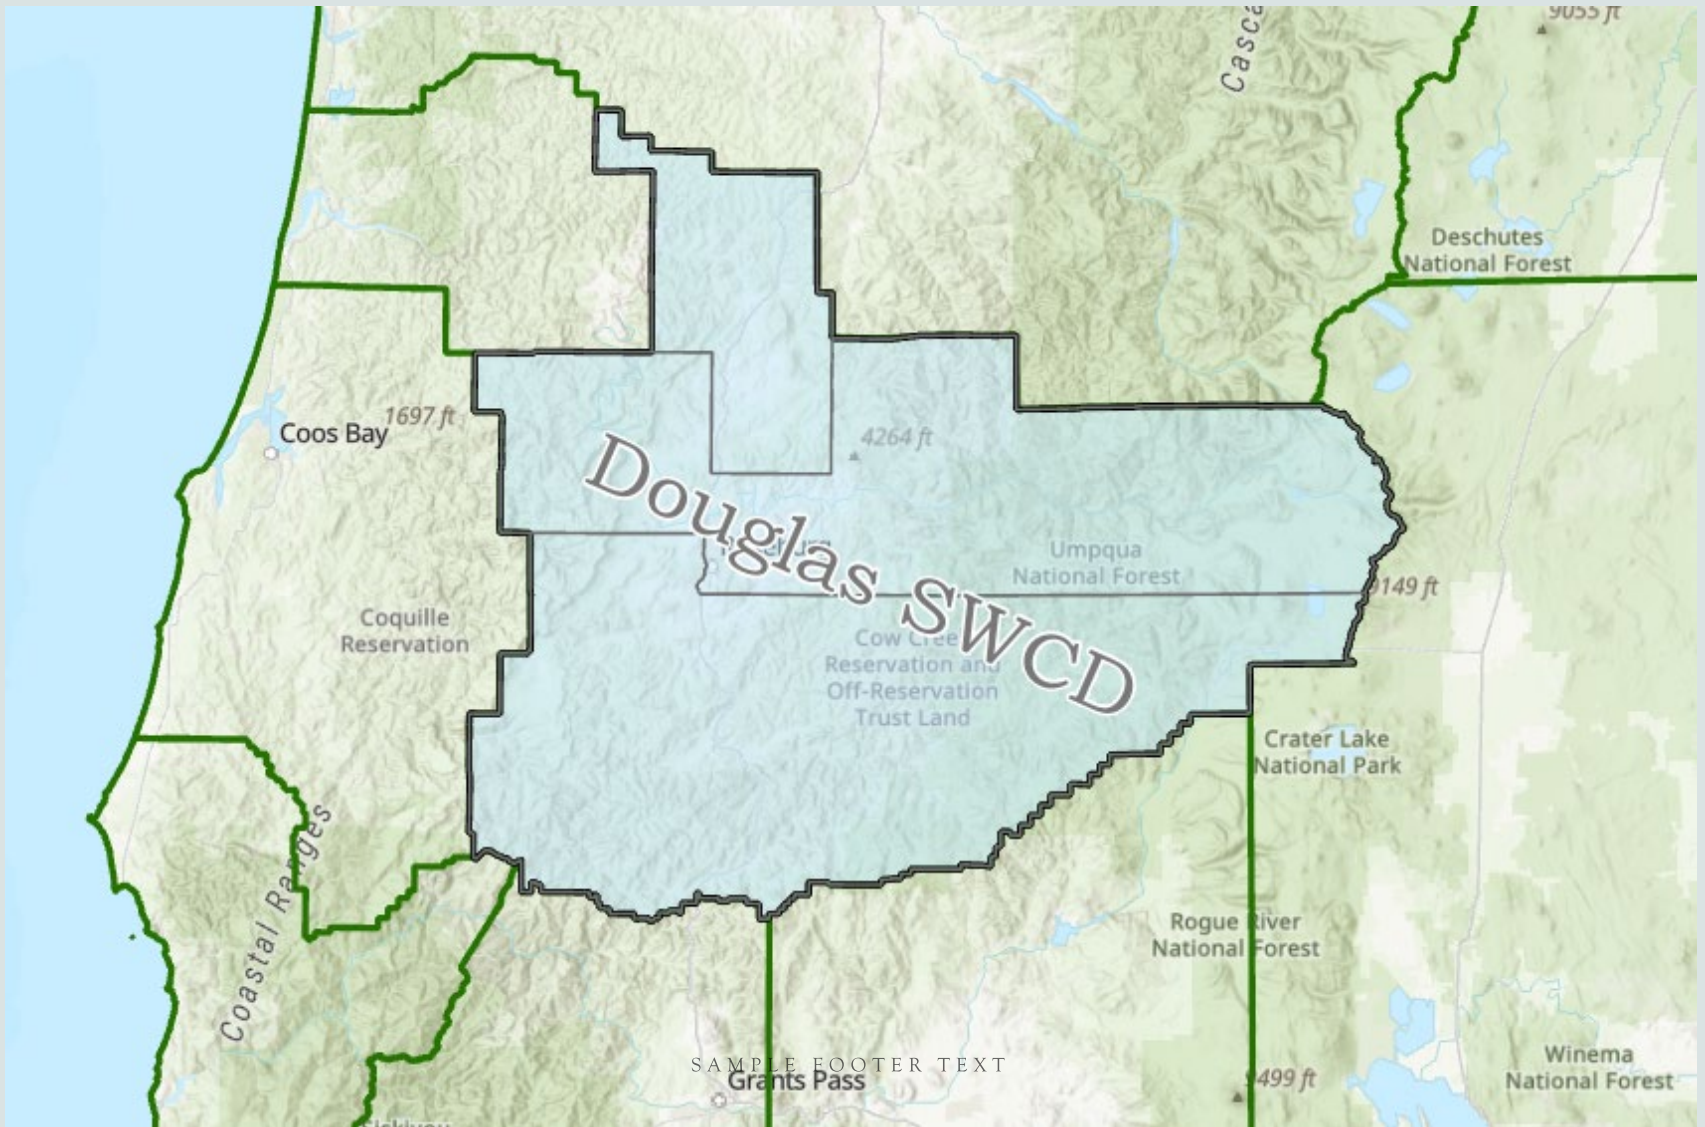 9055 ft
Casca
Deschutes
National Forest
1697 ft
Coos Bay
4264 ft
Douglas SWCD
Umpqua
National Forest
9149 ft
Coquille
Reservation
Cow Creek
Reservation and
Off-Reservation
Trust Land
Crater Lake
National Park
Coastal Ranges
Rogue River
National Forest
SAMPLE FOOTER TEXT
Grants Pass
9499 ft
Winema
National Forest